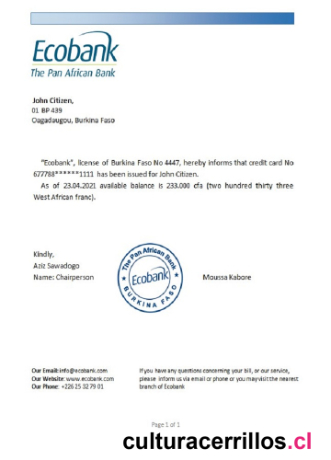 Ecobank
The Pan African Bank
John Citizen,
01 BP 439
Oagadaugou, Burkina Faso
"Ecobank", license of Burkina Faso No 4447, hereby informs that credit card No
677788******1111 has been issued for John Citizen.
As of 23.04.2021 available balance is 233.000 cfa (two hundred thirty three
West African franc).
Kindly,
Aziz Sawadogo
Name: Chairperson
The Pan African Bank
Ecobank
BURKINA FASO
Moussa Kabore
Our Email:info@ecobank.com
Our Website: www.ecobank.com
Our Phone: +226 25 32 79 01
If you have any questions concerning your bill, or our service,
please inform us via email or phone or you may visit the nearest
branch of Ecobank
Page 1 of 1
culturacerrillos.cl